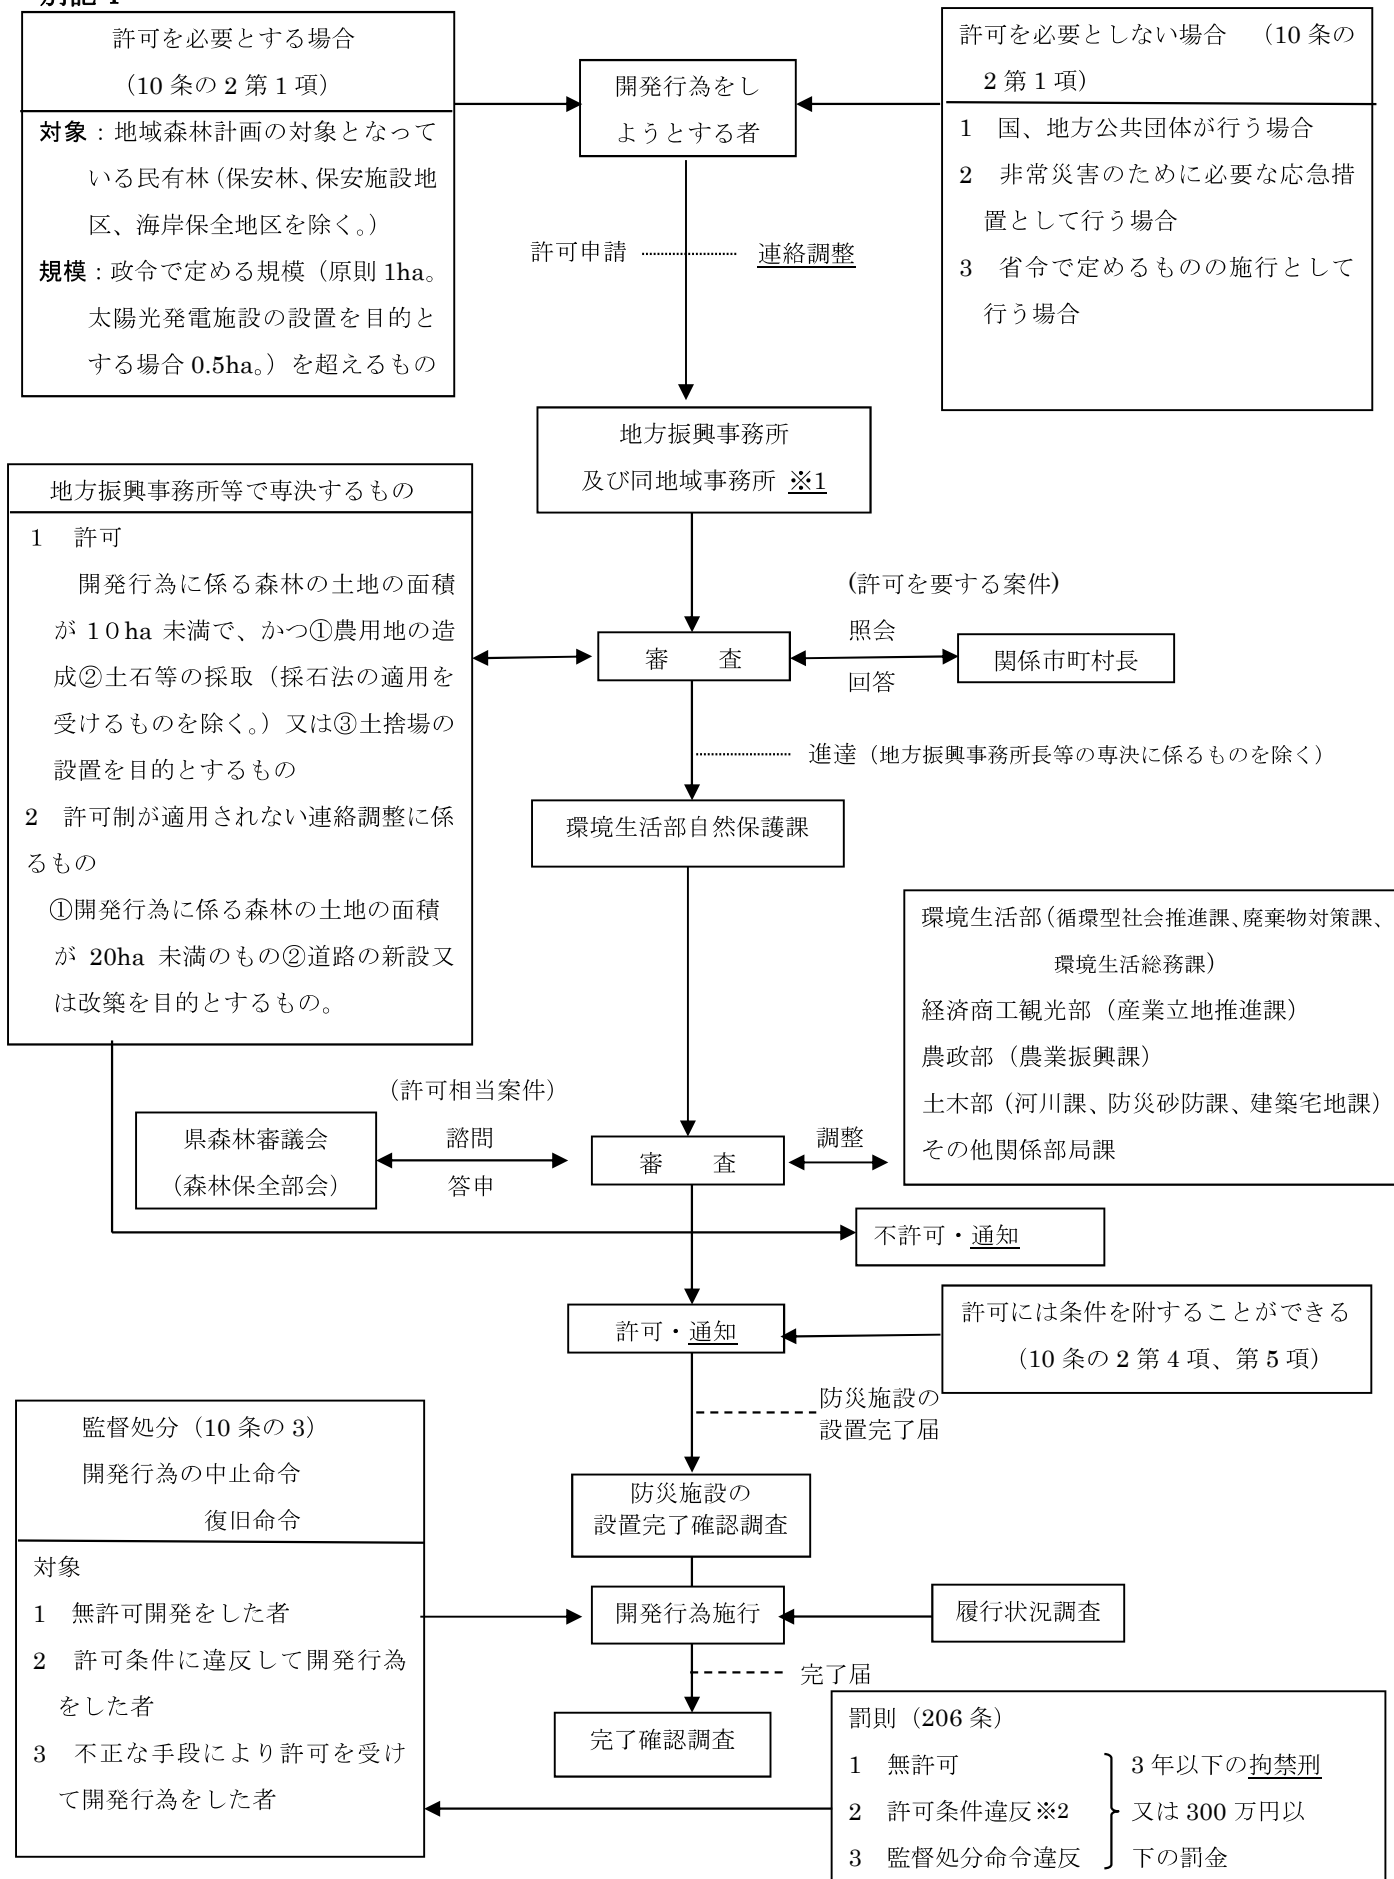 別記 1
許可を必要とする場合
（10 条の 2 第 1 項）
対象：地域森林計画の対象となって
いる民有林（保安林、保安施設地
区、海岸保全地区を除く。）
規模：政令で定める規模（原則 1ha。
太陽光発電施設の設置を目的と
する場合 0.5ha。）を超えるもの
開発行為をし
ようとする者
許可を必要としない場合　（10 条の
2 第 1 項）
1　国、地方公共団体が行う場合
2　非常災害のために必要な応急措
置として行う場合
3　省令で定めるものの施行として
行う場合
許可申請
連絡調整
地方振興事務所
及び同地域事務所 ※1
地方振興事務所等で専決するもの
1　許可
開発行為に係る森林の土地の面積
が １０ha 未満で、かつ①農用地の造
成②土石等の採取（採石法の適用を
受けるものを除く。）又は③土捨場の
設置を目的とするもの
2　許可制が適用されない連絡調整に係
るもの
①開発行為に係る森林の土地の面積
が 20ha 未満のもの②道路の新設又
は改築を目的とするもの。
(許可を要する案件)
照会
審　　査
関係市町村長
回答
進達（地方振興事務所長等の専決に係るものを除く）
環境生活部自然保護課
環境生活部（循環型社会推進課、廃棄物対策課、
環境生活総務課）
経済商工観光部（産業立地推進課）
農政部（農業振興課）
土木部（河川課、防災砂防課、建築宅地課）
その他関係部局課
（許可相当案件）
県森林審議会
（森林保全部会）
諮問
答申
審　　査
調整
不許可・通知
許可・通知
許可には条件を附することができる
（10 条の 2 第 4 項、第 5 項）
防災施設の
設置完了届
監督処分（10 条の 3）
開発行為の中止命令
復旧命令
対象
1　無許可開発をした者
2　許可条件に違反して開発行為
をした者
3　不正な手段により許可を受け
て開発行為をした者
防災施設の
設置完了確認調査
開発行為施行
履行状況調査
完了届
完了確認調査
罰則（206 条）
1　無許可
2　許可条件違反※2
3　監督処分命令違反
3 年以下の拘禁刑
又は 300 万円以
下の罰金